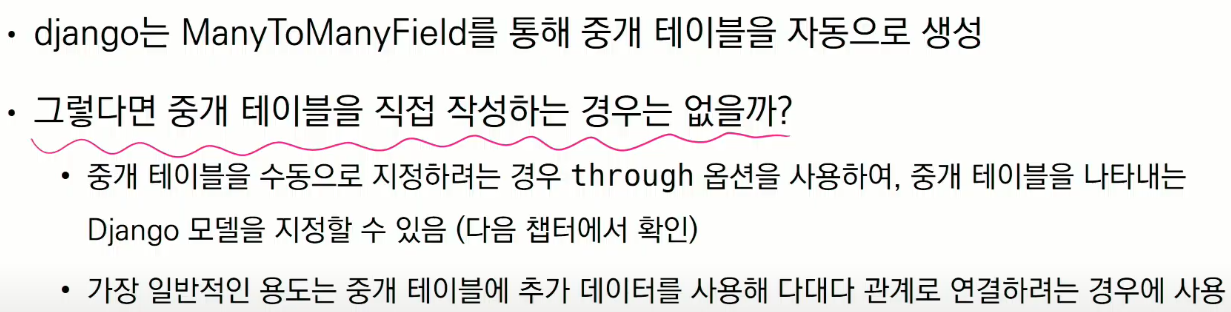 • django는 ManyToManyField를 통해 중개 테이블을 자동으로 생성
• 그렇다면 중개 테이블을 직접 작성하는 경우는 없을까?
• 중개 테이블을 수동으로 지정하려는 경우 through 옵션을 사용하여, 중개 테이블을 나타내는
Django 모델을 지정할 수 있음 (다음 챕터에서 확인)
• 가장 일반적인 용도는 중개 테이블에 추가 데이터를 사용해 다대다 관계로 연결하려는 경우에 사용